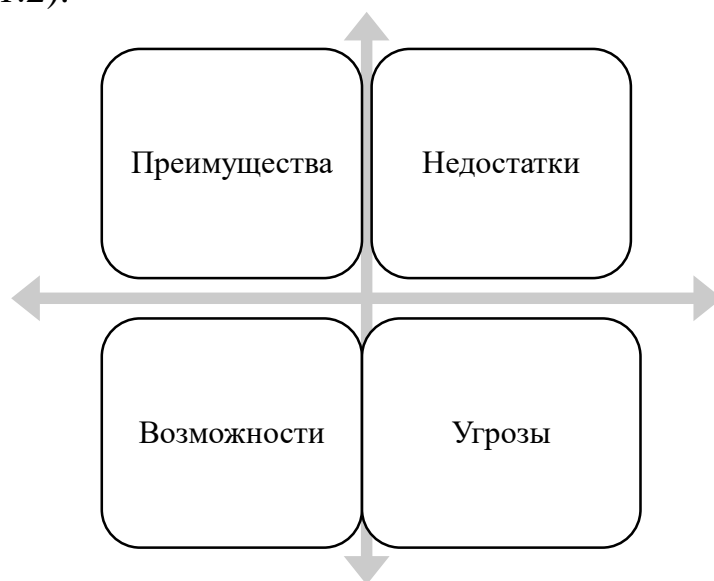 1.2).
Преимущества
Недостатки
Возможности
Угрозы